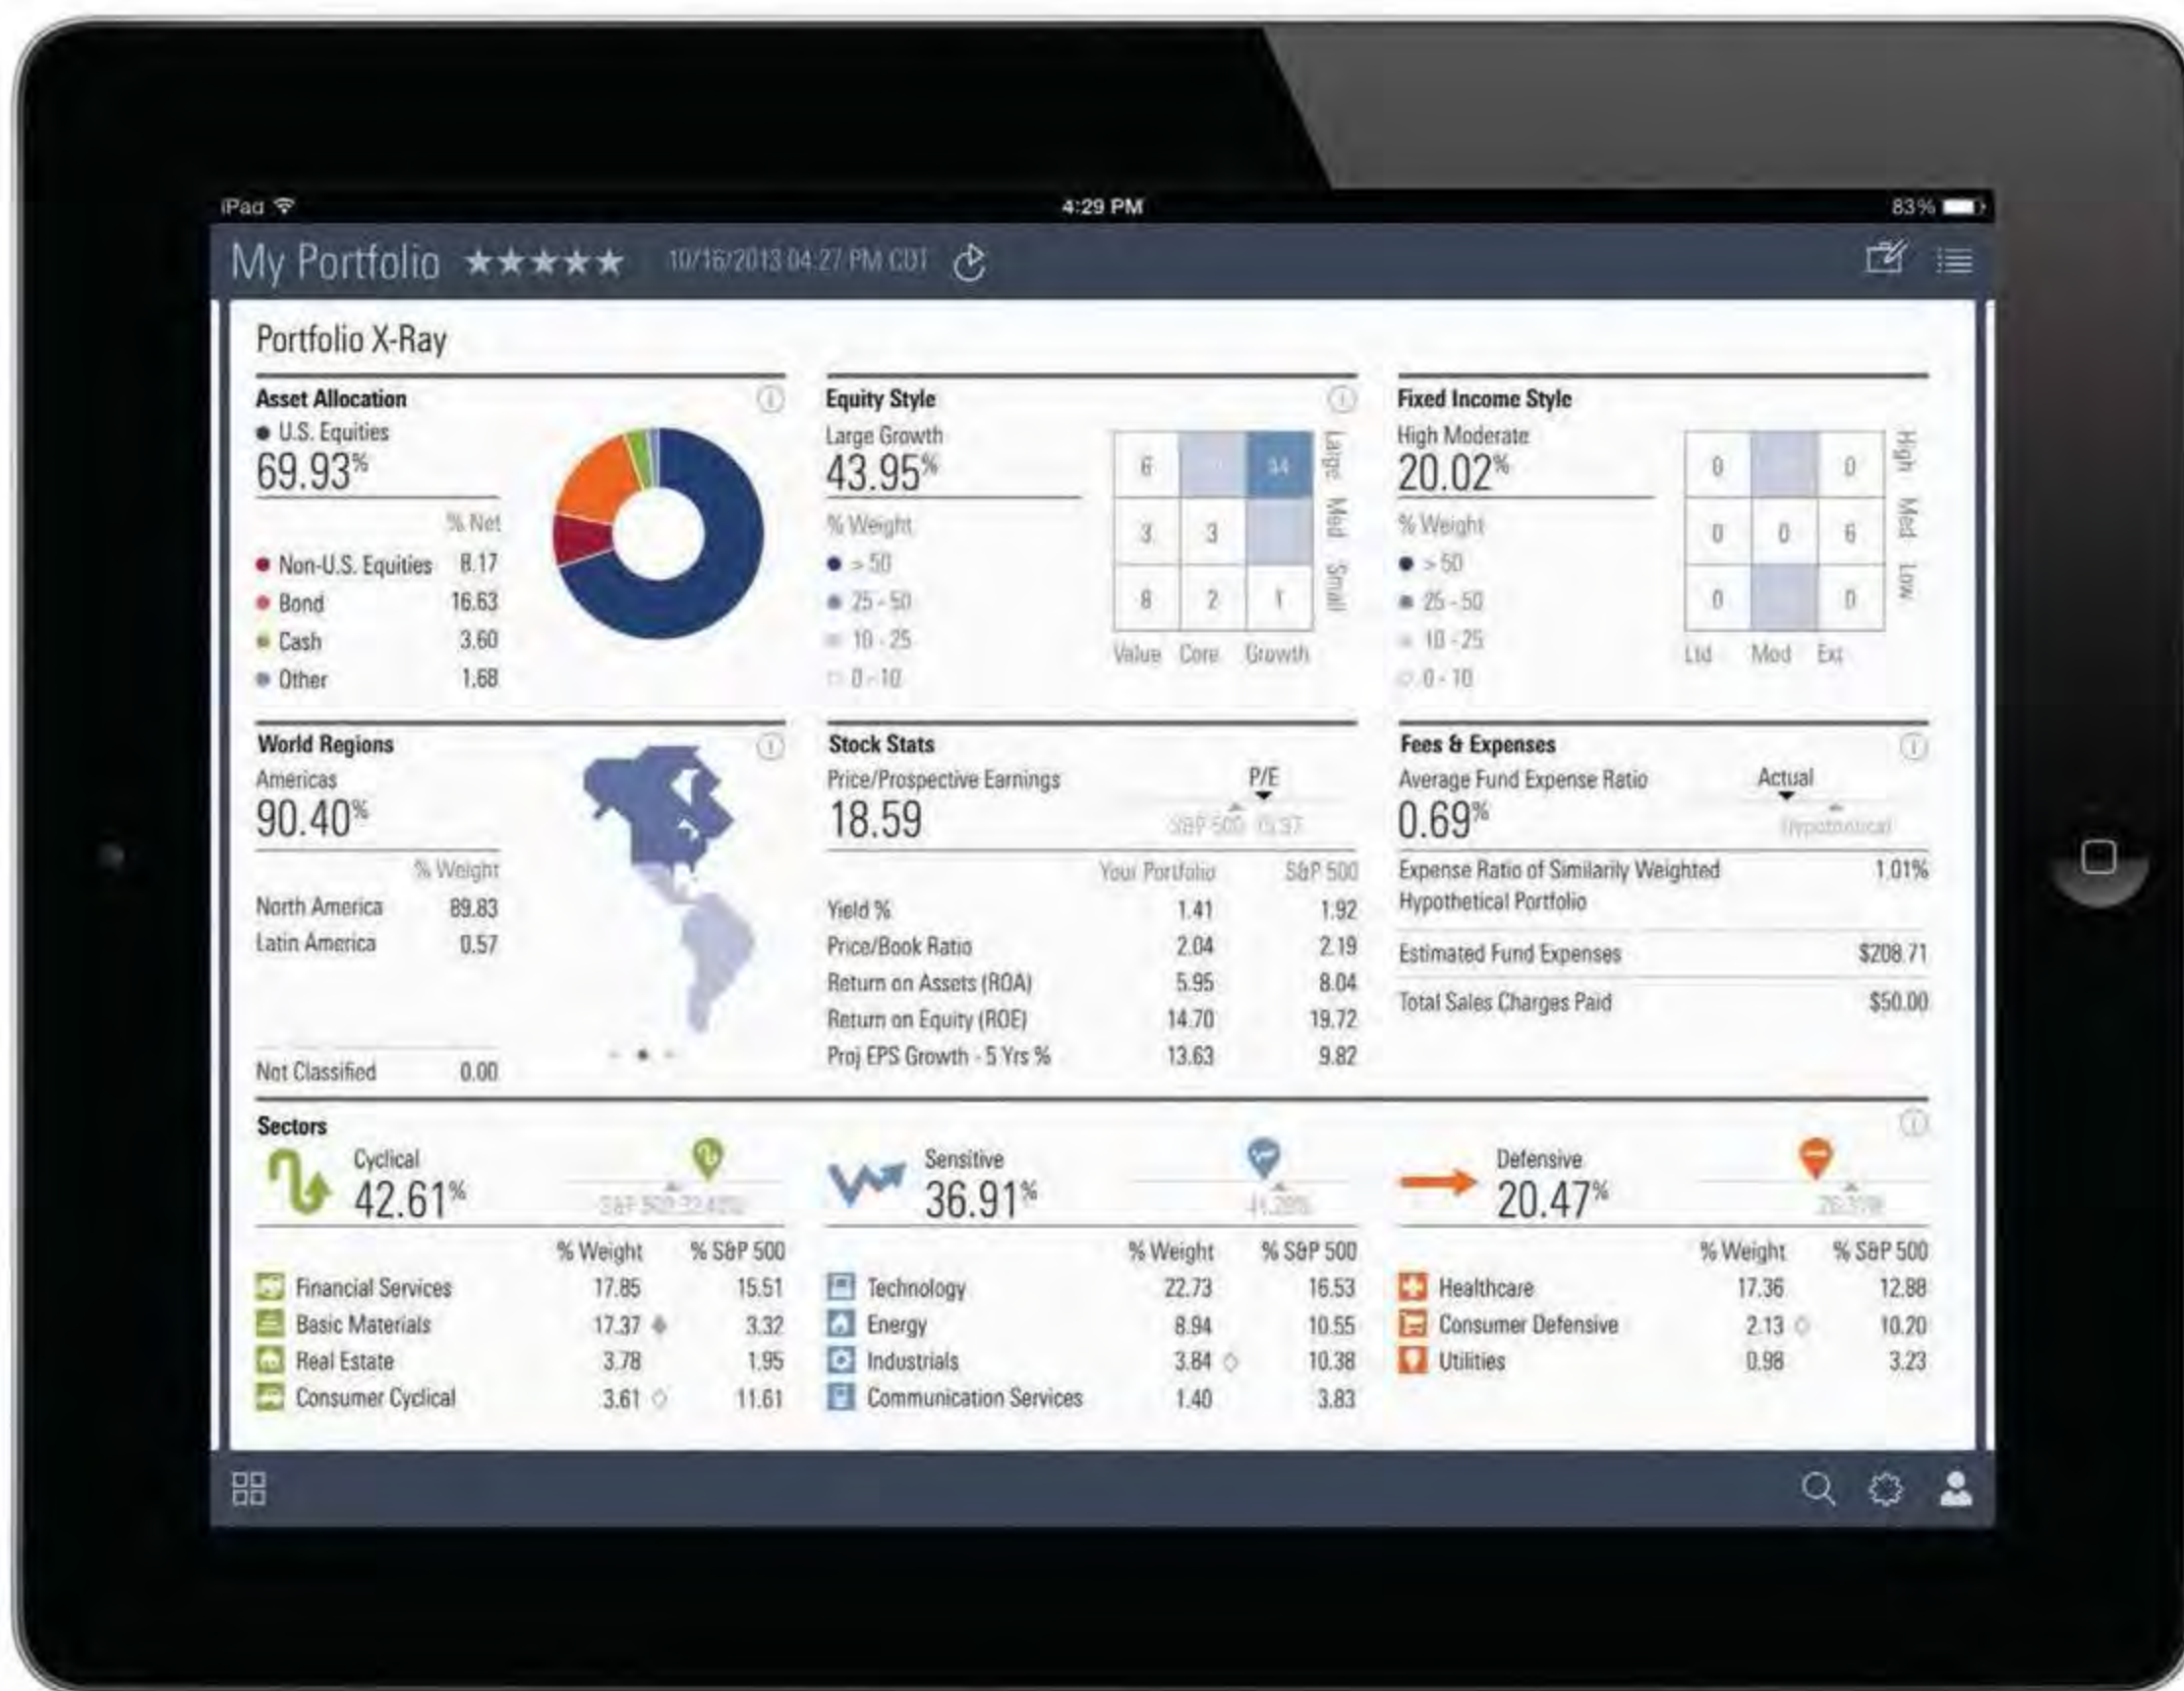 iPad 4:29 PM 83%
My Portfolio 10/16/2013 04:27 PM CDT
Portfolio X-Ray
Asset Allocation
U.S. Equities
69.93%
% Net
Non-U.S. Equities 8.17
Bond 16.63
Cash 3.60
Other 1.68
Equity Style
Large Growth
43.95%
% Weight
> 50
25 - 50
10 - 25
0 - 10
6 44
3 3
8 2 1
Large Med Small
Value Core Growth
Fixed Income Style
High Moderate
20.02%
% Weight
> 50
25 - 50
10 - 25
0 - 10
0 0
0 0 6
0 0
High Med Low
Ltd Mod Ext
World Regions
Americas
90.40%
% Weight
North America 89.83
Latin America 0.57
Not Classified 0.00
Stock Stats
Price/Prospective Earnings P/E
18.59 S&P 500
Your Portfolio S&P 500
Yield % 1.41 1.92
Price/Book Ratio 2.04 2.19
Return on Assets (ROA) 5.95 8.04
Return on Equity (ROE) 14.70 19.72
Proj EPS Growth - 5 Yrs % 13.63 9.82
Fees & Expenses
Average Fund Expense Ratio Actual
0.69% Hypothetical
Expense Ratio of Similarily Weighted 1.01%
Hypothetical Portfolio
Estimated Fund Expenses $208.71
Total Sales Charges Paid $50.00
Sectors
Cyclical
42.61% S&P 500
% Weight % S&P 500
Financial Services 17.85 15.51
Basic Materials 17.37 3.32
Real Estate 3.78 1.95
Consumer Cyclical 3.61 11.61
Sensitive
36.91%
% Weight % S&P 500
Technology 22.73 16.53
Energy 8.94 10.55
Industrials 3.84 10.38
Communication Services 1.40 3.83
Defensive
20.47%
% Weight % S&P 500
Healthcare 17.36 12.88
Consumer Defensive 2.13 10.20
Utilities 0.98 3.23